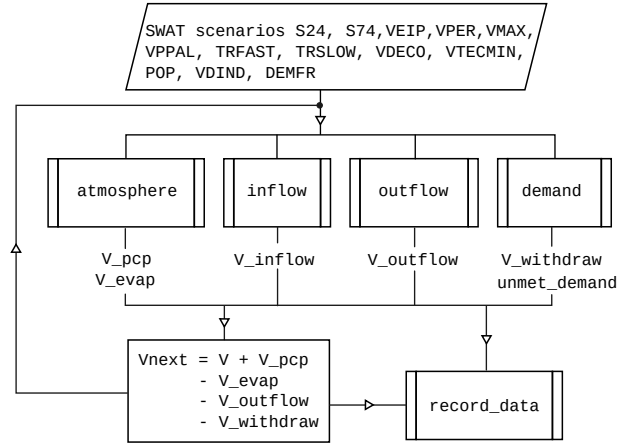 SWAT scenarios S24, S74,VEIP,VPER,VMAX,
VPPAL, TRFAST, TRSLOW, VDECO, VTECMIN,
POP, VDIND, DEMFR
atmosphere
inflow
outflow
demand
V_pcp
V_evap
V_inflow
V_outflow
V_withdraw
unmet_demand
Vnext = V + V_pcp
- V_evap
- V_outflow
- V_withdraw
record_data